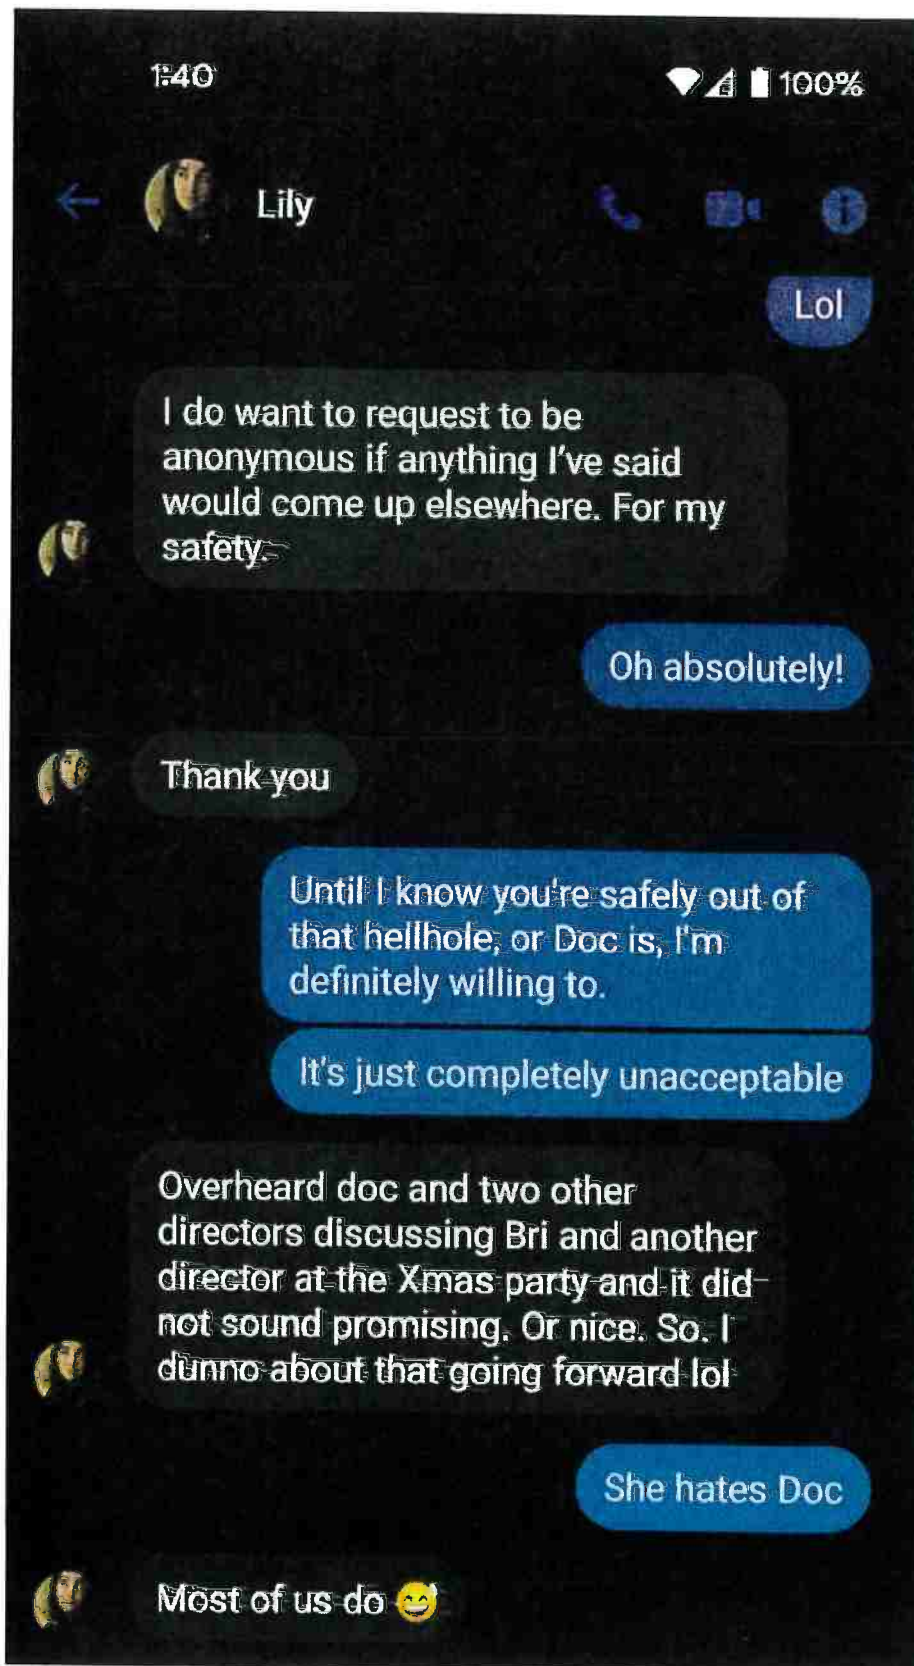 1:40
100%
Lily
Lol
I do want to request to be
anonymous if anything I've said
would come up elsewhere. For my
safety.
Oh absolutely!
Thank you
Until I know you're safely out of
that hellhole, or Doc is, I'm
definitely willing to.
It's just completely unacceptable
Overheard doc and two other
directors discussing Bri and another
director at the Xmas party and it did
not sound promising. Or nice. So. I
dunno about that going forward lol
She hates Doc
Most of us do 😅